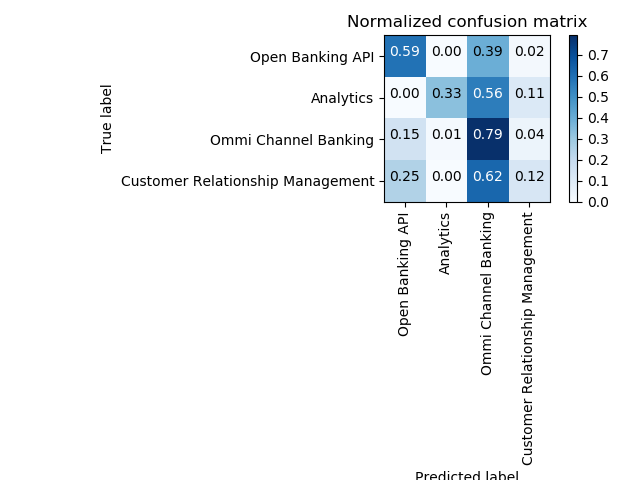 Normalized confusion matrix
True label
Open Banking API
Analytics
Ommi Channel Banking
Customer Relationship Management
0.59 0.00 0.39 0.02
0.00 0.33 0.56 0.11
0.15 0.01 0.79 0.04
0.25 0.00 0.62 0.12
0.7
0.6
0.5
0.4
0.3
0.2
0.1
0.0
Open Banking API
Analytics
Ommi Channel Banking
Customer Relationship Management
Predicted label